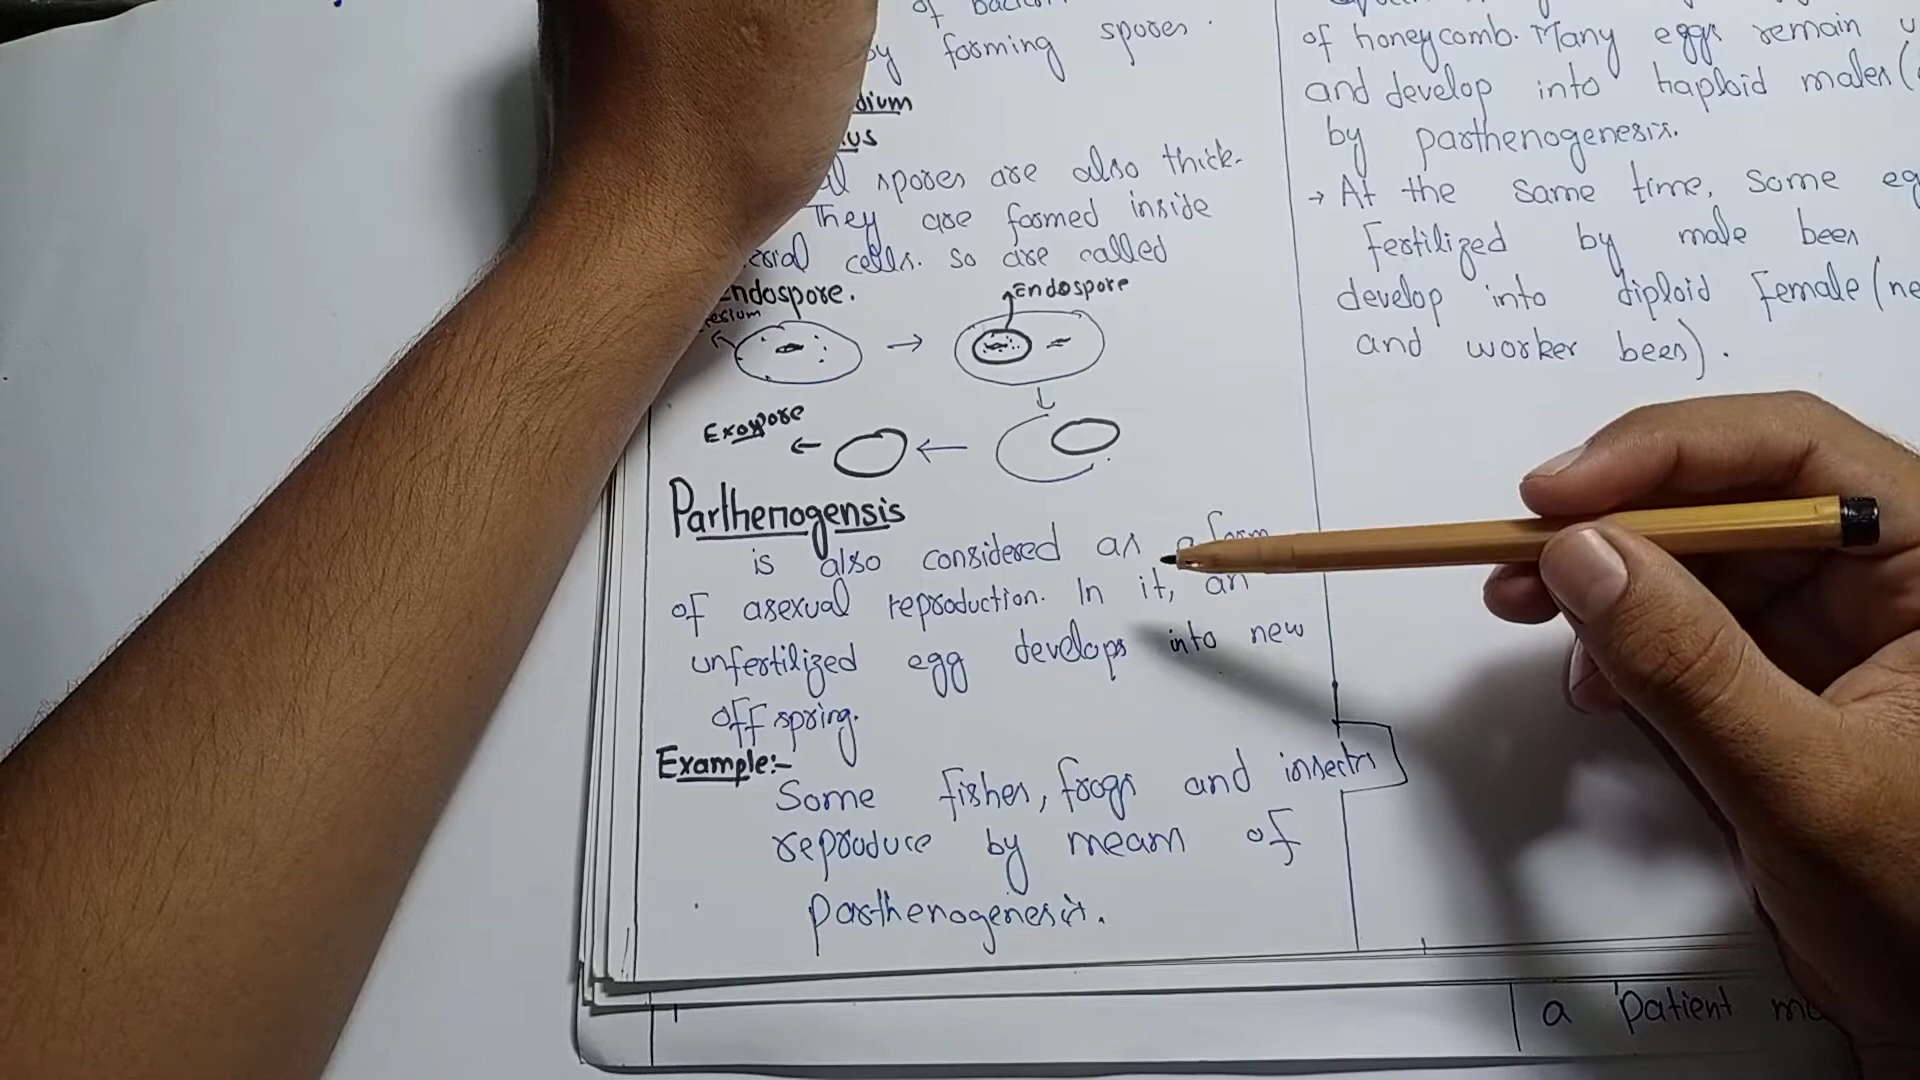 of
by forming spores.
spores are also thick-
They are formed inside
cells. so are called
Endospore.
Endospore
Exospore
Parthenogensis
is also considered as a form
of asexual reproduction. In it, an
unfertilized egg develops into new
offspring.
Example:-
Some fishes, frogs and insects
reproduce by means of
parthenogenesis.
of honeycomb. Many eggs remain
and develop into haploid males (
by parthenogenesis.
→ At the same time, some
Fertilized by male bees
develop into diploid Female (
and worker bees).
a patient